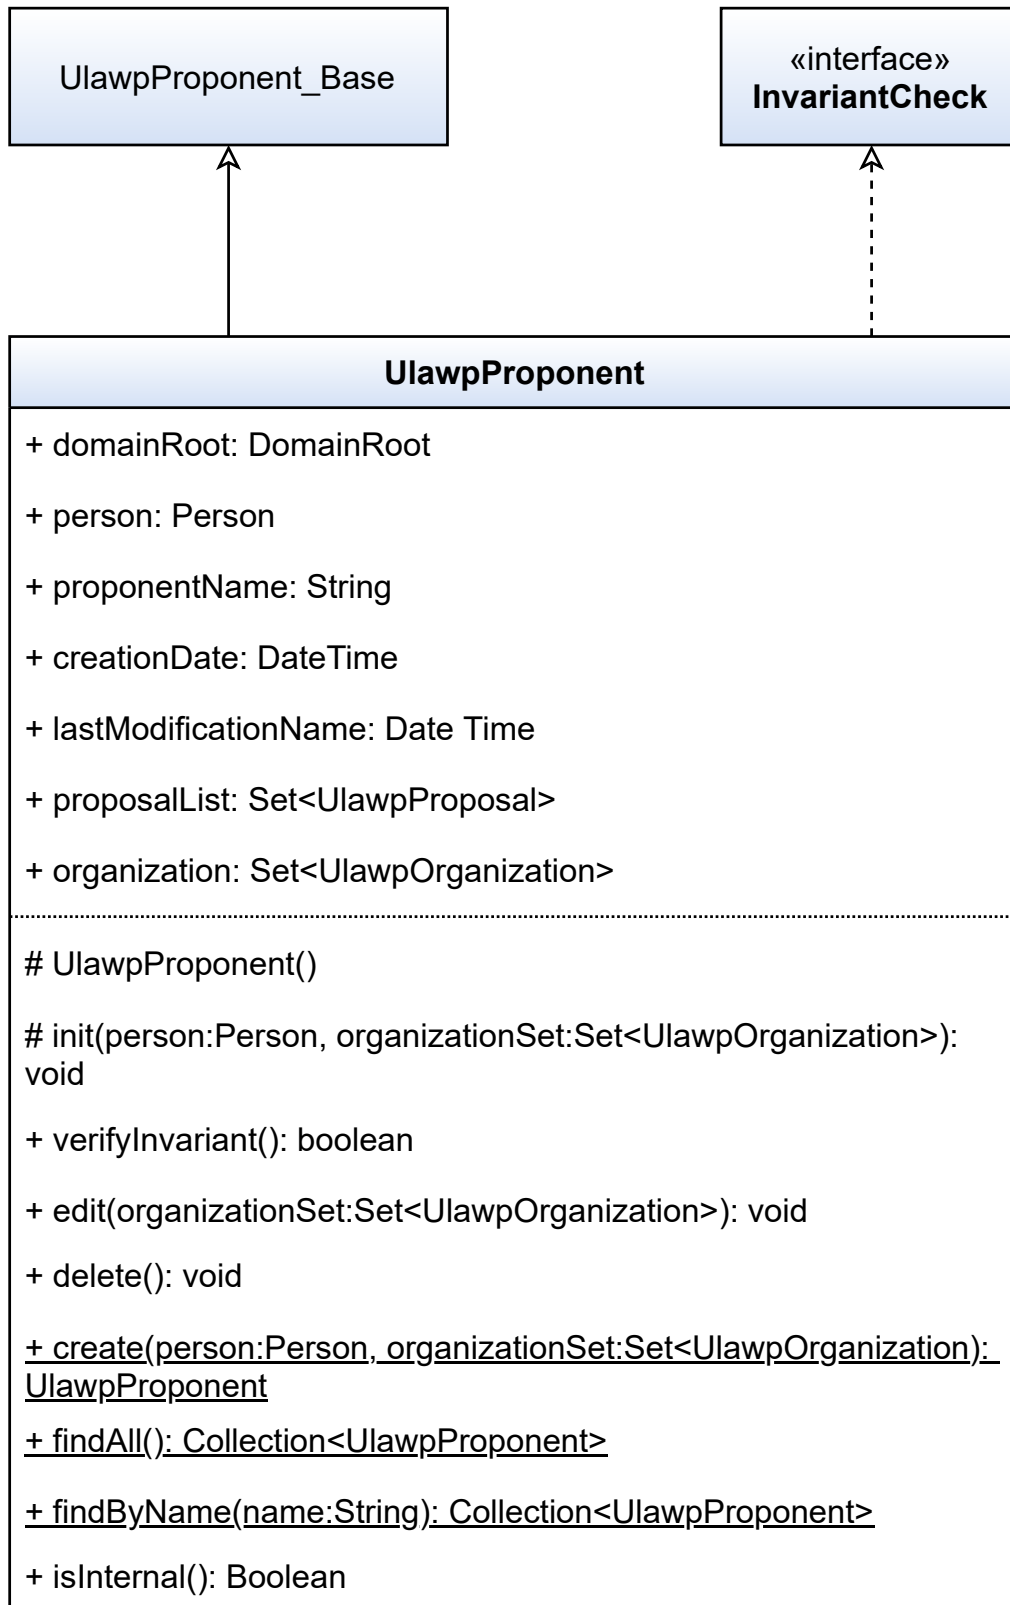 UlawpProponent_Base
«interface»
InvariantCheck
UlawpProponent
+ domainRoot: DomainRoot
+ person: Person
+ proponentName: String
+ creationDate: DateTime
+ lastModificationName: Date Time
+ proposalList: Set<UlawpProposal>
+ organization: Set<UlawpOrganization>
# UlawpProponent()
# init(person:Person, organizationSet:Set<UlawpOrganization>):
void
+ verifyInvariant(): boolean
+ edit(organizationSet:Set<UlawpOrganization>): void
+ delete(): void
+ create(person:Person, organizationSet:Set<UlawpOrganization):
UlawpProponent
+ findAll(): Collection<UlawpProponent>
+ findByName(name:String): Collection<UlawpProponent>
+ isInternal(): Boolean